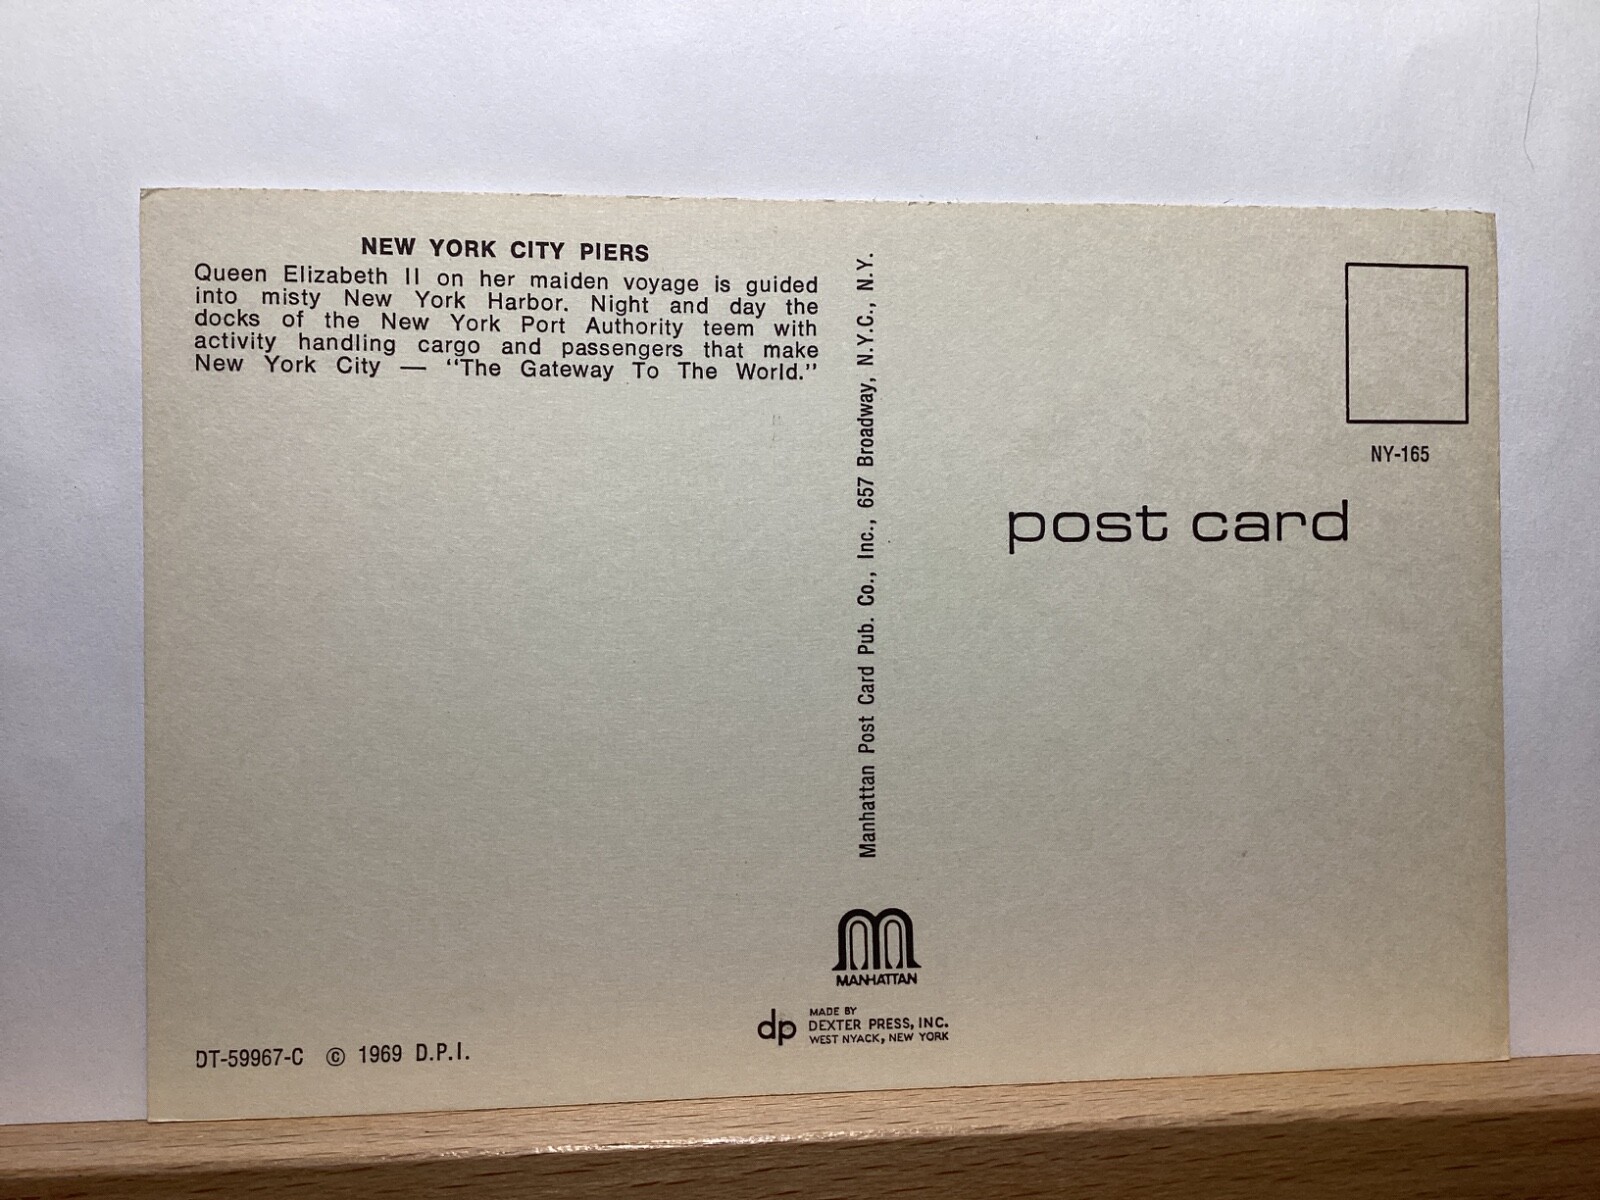 NEW YORK CITY PIERS
Queen Elizabeth II on her maiden voyage is guided
into misty New York Harbor. Night and day the
docks of the New York Port Authority teem with
activity handling cargo and passengers that make
New York City — “The Gateway To The World.”
Manhattan Post Card Pub. Co., Inc., 657 Broadway, N.Y.C., N.Y.
NY-165
post card
MANHATTAN
dp
MADE BY
DEXTER PRESS, INC.
WEST NYACK, NEW YORK
DT-59967-C © 1969 D.P.I.